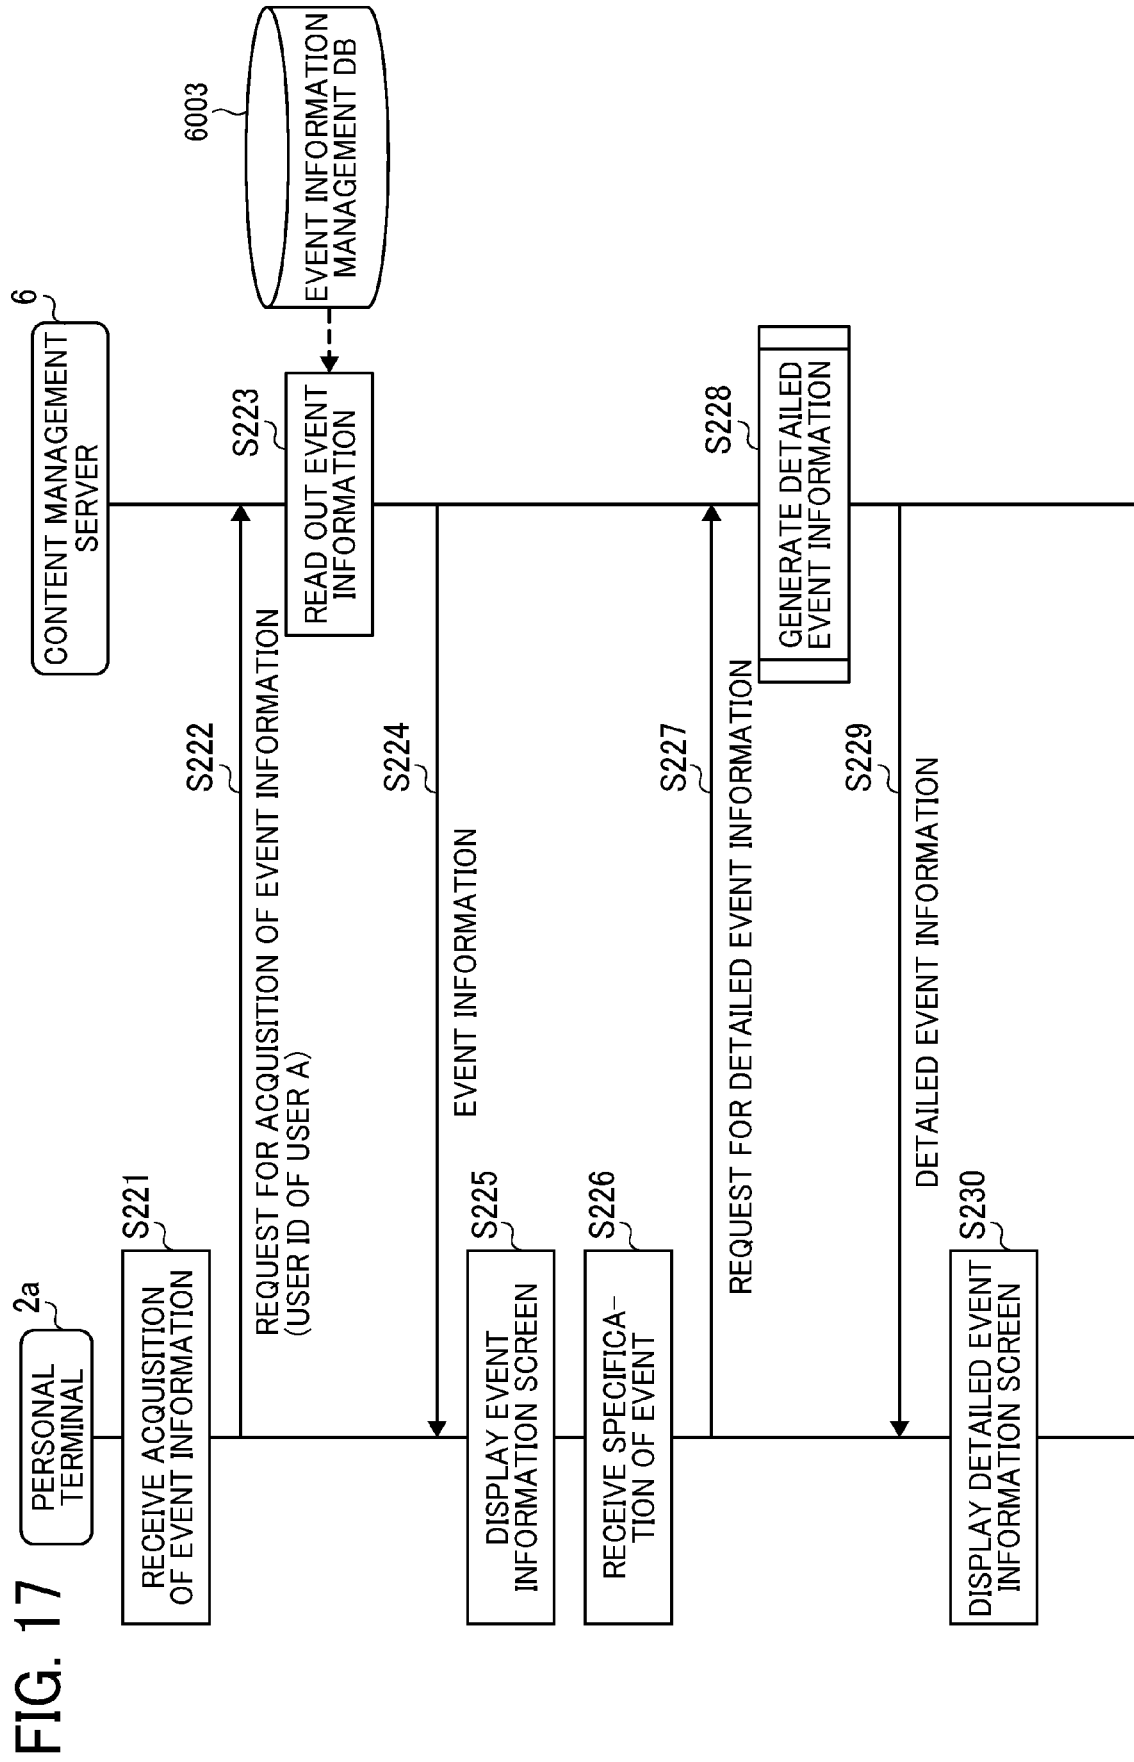 FIG. 17
PERSONAL
TERMINAL
2a
CONTENT MANAGEMENT
SERVER
6
S221
RECEIVE ACQUISITION
OF EVENT INFORMATION
S222
REQUEST FOR ACQUISITION OF EVENT INFORMATION
(USER ID OF USER A)
S223
READ OUT EVENT
INFORMATION
6003
EVENT INFORMATION
MANAGEMENT DB
S224
EVENT INFORMATION
S225
DISPLAY EVENT
INFORMATION SCREEN
S226
RECEIVE SPECIFICA-
TION OF EVENT
S227
REQUEST FOR DETAILED EVENT INFORMATION
S228
GENERATE DETAILED
EVENT INFORMATION
S229
DETAILED EVENT INFORMATION
S230
DISPLAY DETAILED EVENT
INFORMATION SCREEN